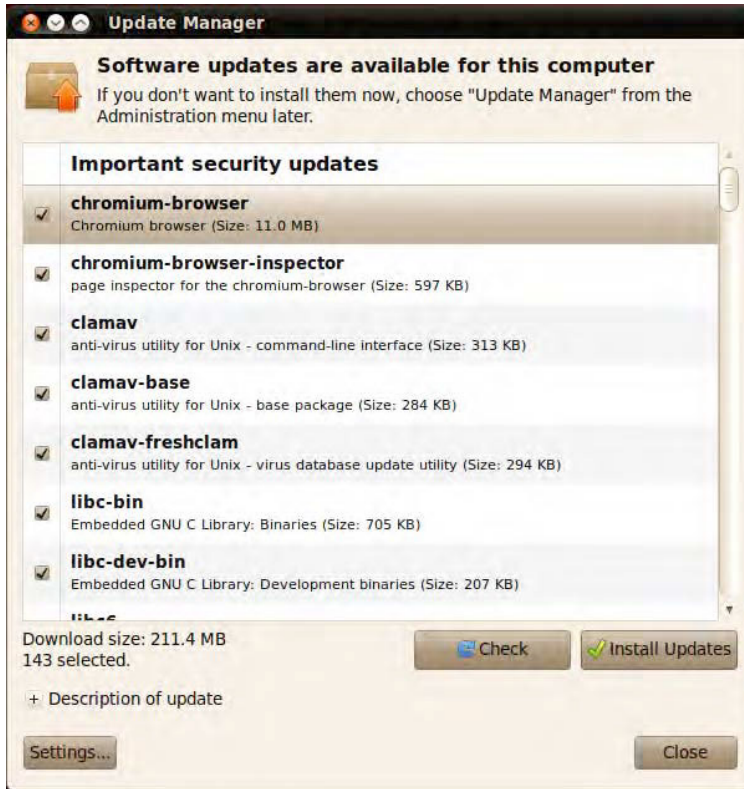 Update Manager
Software updates are available for this computer
If you don't want to install them now, choose "Update Manager" from the
Administration menu later.
Important security updates
chromium-browser
Chromium browser (Size: 11.0 MB)
chromium-browser-inspector
page inspector for the chromium-browser (Size: 597 KB)
clamav
anti-virus utility for Unix - command-line interface (Size: 313 KB)
clamav-base
anti-virus utility for Unix - base package (Size: 284 KB)
clamav-freshclam
anti-virus utility for Unix - virus database update utility (Size: 294 KB)
libc-bin
Embedded GNU C Library: Binaries (Size: 705 KB)
libc-dev-bin
Embedded GNU C Library: Development binaries (Size: 207 KB)
libc6
Download size: 211.4 MB
143 selected.
Check
Install Updates
+ Description of update
Settings...
Close